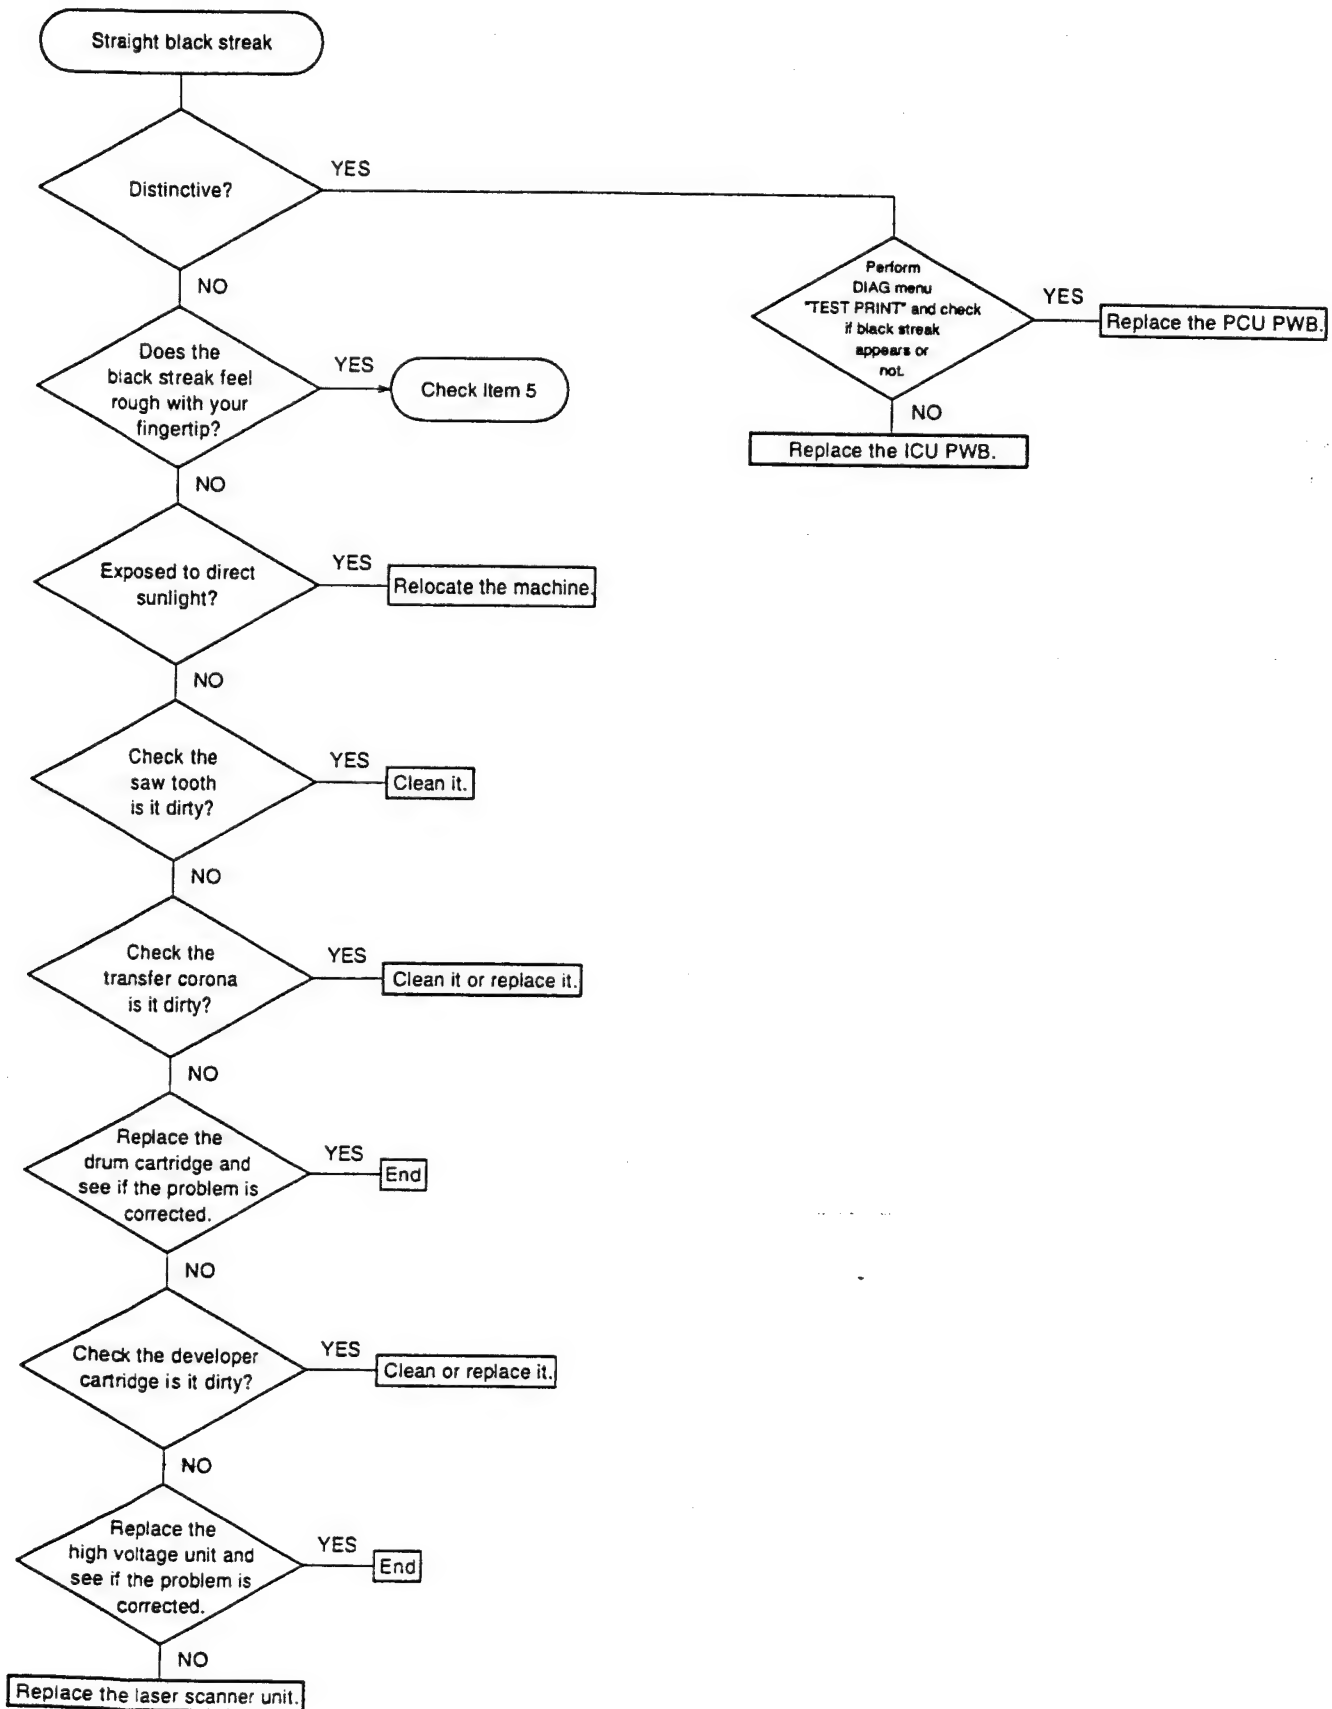 Straight black streak
Distinctive?
YES
NO
Perform
DIAG menu
"TEST PRINT" and check
if black streak
appears or
not.
YES
Replace the PCU PWB.
NO
Replace the ICU PWB.
Does the
black streak feel
rough with your
fingertip?
YES
Check Item 5
NO
Exposed to direct
sunlight?
YES
Relocate the machine.
NO
Check the
saw tooth
is it dirty?
YES
Clean it.
NO
Check the
transfer corona
is it dirty?
YES
Clean it or replace it.
NO
Replace the
drum cartridge and
see if the problem is
corrected.
YES
End
NO
Check the developer
cartridge is it dirty?
YES
Clean or replace it.
NO
Replace the
high voltage unit and
see if the problem is
corrected.
YES
End
NO
Replace the laser scanner unit.